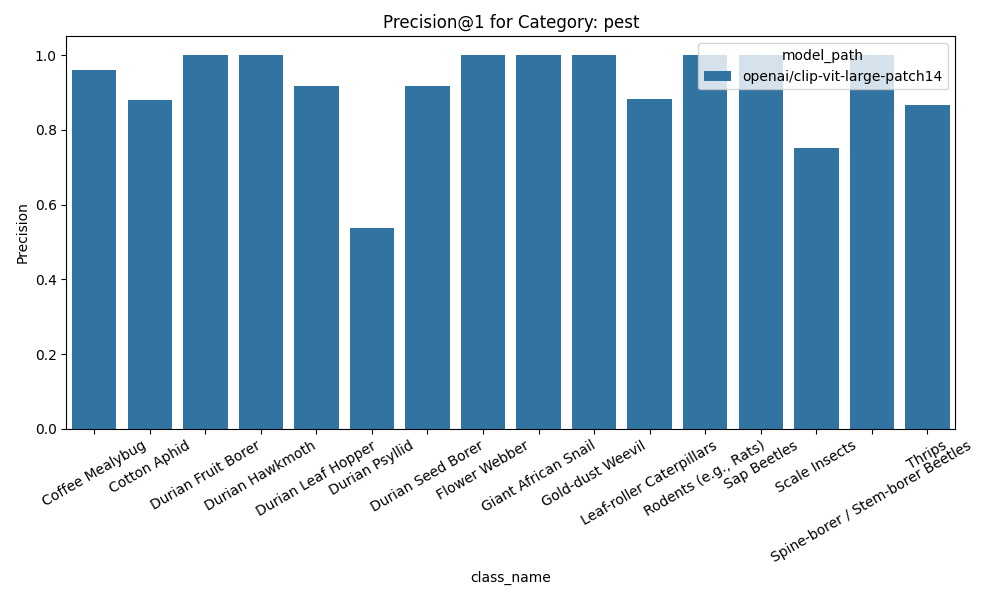 Precision@1 for Category: pest
model_path
openai/clip-vit-large-patch14
Precision
1.0
0.8
0.6
0.4
0.2
0.0
Coffee Mealybug
Cotton Aphid
Durian Fruit Borer
Durian Hawkmoth
Durian Leaf Hopper
Durian Psyllid
Durian Seed Borer
Flower Webber
Giant African Snail
Gold-dust Weevil
Leaf-roller Caterpillars
Rodents (e.g., Rats)
Sap Beetles
Scale Insects
Spine-borer / Stem-borer Beetles
Thrips
class_name